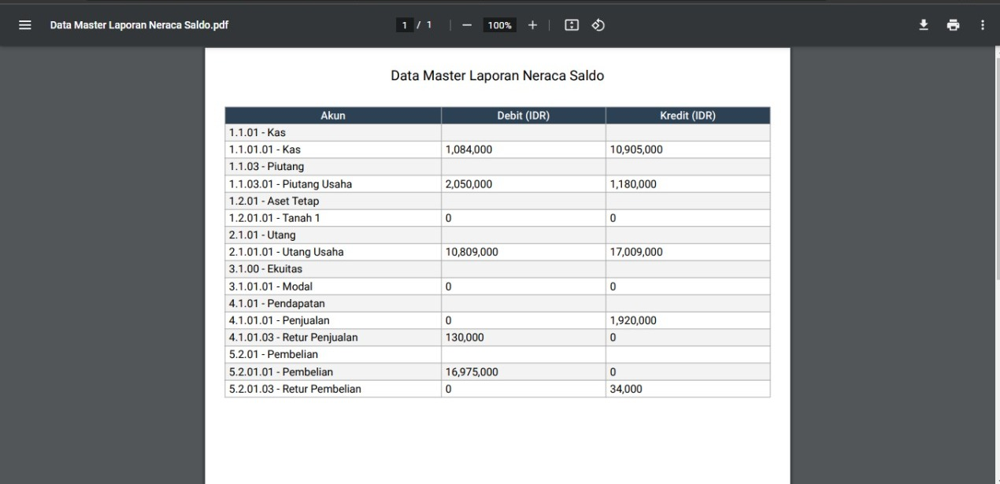 Data Master Laporan Neraca Saldo.pdf 1 / 1 100%
Data Master Laporan Neraca Saldo
Akun Debit (IDR) Kredit (IDR)
1.1.01 - Kas
1.1.01.01 - Kas 1,084,000 10,905,000
1.1.03 - Piutang
1.1.03.01 - Piutang Usaha 2,050,000 1,180,000
1.2.01 - Aset Tetap
1.2.01.01 - Tanah 1 0 0
2.1.01 - Utang
2.1.01.01 - Utang Usaha 10,809,000 17,009,000
3.1.00 - Ekuitas
3.1.01.01 - Modal 0 0
4.1.01 - Pendapatan
4.1.01.01 - Penjualan 0 1,920,000
4.1.01.03 - Retur Penjualan 130,000 0
5.2.01 - Pembelian
5.2.01.01 - Pembelian 16,975,000 0
5.2.01.03 - Retur Pembelian 0 34,000